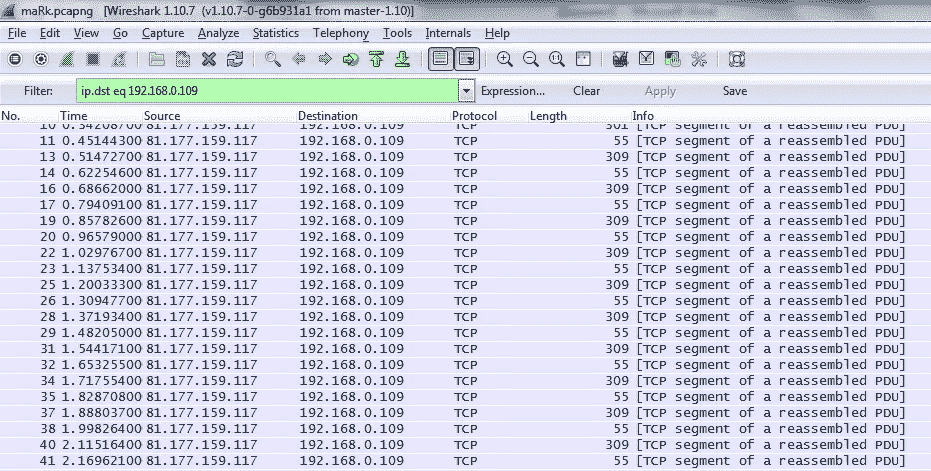 maRk.pcapng [Wireshark 1.10.7 (v1.10.7-0-g6b931a1 from master-1.10)]
File Edit View Go Capture Analyze Statistics Telephony Tools Internals Help
Filter: ip.dst eq 192.168.0.109 Expression... Clear Apply Save
No. Time Source Destination Protocol Length Info
10 0.34208700 81.177.159.117 192.168.0.109 TCP 301 [TCP segment of a reassembled PDU]
11 0.45144300 81.177.159.117 192.168.0.109 TCP 55 [TCP segment of a reassembled PDU]
13 0.51472700 81.177.159.117 192.168.0.109 TCP 309 [TCP segment of a reassembled PDU]
14 0.62254600 81.177.159.117 192.168.0.109 TCP 55 [TCP segment of a reassembled PDU]
16 0.68662000 81.177.159.117 192.168.0.109 TCP 309 [TCP segment of a reassembled PDU]
17 0.79409100 81.177.159.117 192.168.0.109 TCP 55 [TCP segment of a reassembled PDU]
19 0.85782600 81.177.159.117 192.168.0.109 TCP 309 [TCP segment of a reassembled PDU]
20 0.96579000 81.177.159.117 192.168.0.109 TCP 55 [TCP segment of a reassembled PDU]
22 1.02976700 81.177.159.117 192.168.0.109 TCP 309 [TCP segment of a reassembled PDU]
23 1.13753400 81.177.159.117 192.168.0.109 TCP 55 [TCP segment of a reassembled PDU]
25 1.20033300 81.177.159.117 192.168.0.109 TCP 309 [TCP segment of a reassembled PDU]
26 1.30947700 81.177.159.117 192.168.0.109 TCP 55 [TCP segment of a reassembled PDU]
28 1.37193400 81.177.159.117 192.168.0.109 TCP 309 [TCP segment of a reassembled PDU]
29 1.48205000 81.177.159.117 192.168.0.109 TCP 55 [TCP segment of a reassembled PDU]
31 1.54417100 81.177.159.117 192.168.0.109 TCP 309 [TCP segment of a reassembled PDU]
32 1.65325500 81.177.159.117 192.168.0.109 TCP 55 [TCP segment of a reassembled PDU]
34 1.71755400 81.177.159.117 192.168.0.109 TCP 309 [TCP segment of a reassembled PDU]
35 1.82870800 81.177.159.117 192.168.0.109 TCP 55 [TCP segment of a reassembled PDU]
37 1.88803700 81.177.159.117 192.168.0.109 TCP 309 [TCP segment of a reassembled PDU]
38 1.99826400 81.177.159.117 192.168.0.109 TCP 55 [TCP segment of a reassembled PDU]
40 2.11516400 81.177.159.117 192.168.0.109 TCP 309 [TCP segment of a reassembled PDU]
41 2.16962100 81.177.159.117 192.168.0.109 TCP 55 [TCP segment of a reassembled PDU]